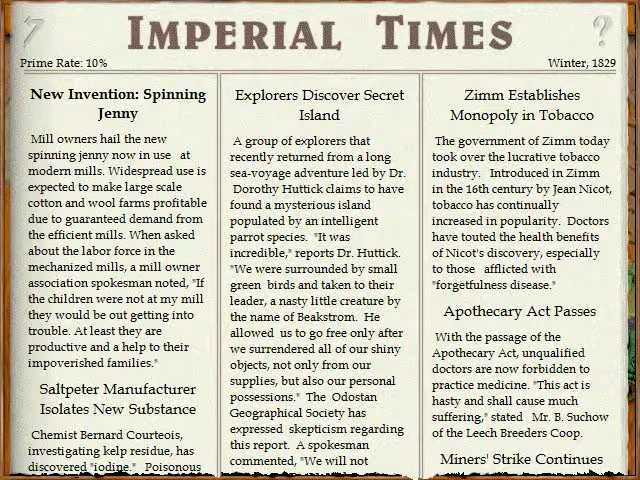 Imperial Times
Prime Rate: 10%
Winter, 1829
New Invention: Spinning
Jenny
Mill owners hail the new
spinning jenny now in use at
modern mills. Widespread use is
expected to make large scale
cotton and wool farms profitable
due to guaranteed demand from
the efficient mills. When asked
about the labor force in the
mechanized mills, a mill owner
association spokesman noted, "If
the children were not at my mill
they would be out getting into
trouble. At least they are
productive and a help to their
impoverished families."
Saltpeter Manufacturer
Isolates New Substance
Chemist Bernard Courteois,
investigating kelp residue, has
discovered "iodine." Poisonous
Explorers Discover Secret
Island
A group of explorers that
recently returned from a long
sea-voyage adventure led by Dr.
Dorothy Huttick claims to have
found a mysterious island
populated by an intelligent
parrot species. "It was
incredible," reports Dr. Huttick.
"We were surrounded by small
green birds and taken to their
leader, a nasty little creature by
the name of Beakstrom. He
allowed us to go free only after
we surrendered all of our shiny
objects, not only from our
supplies, but also our personal
possessions." The Odostan
Geographical Society has
expressed skepticism regarding
this report. A spokesman
commented, "We will not
Zimm Establishes
Monopoly in Tobacco
The government of Zimm today
took over the lucrative tobacco
industry. Introduced in Zimm
in the 16th century by Jean Nicot,
tobacco has continually
increased in popularity. Doctors
have touted the health benefits
of Nicot's discovery, especially
to those afflicted with
"forgetfulness disease."
Apothecary Act Passes
With the passage of the
Apothecary Act, unqualified
doctors are now forbidden to
practice medicine. "This act is
hasty and shall cause much
suffering," stated Mr. B. Suchow
of the Leech Breeders Coop.
Miners' Strike Continues